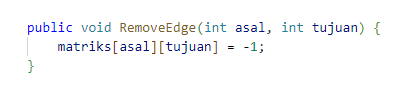 public void RemoveEdge(int asal, int tujuan) {
    matriks[asal][tujuan] = -1;
}